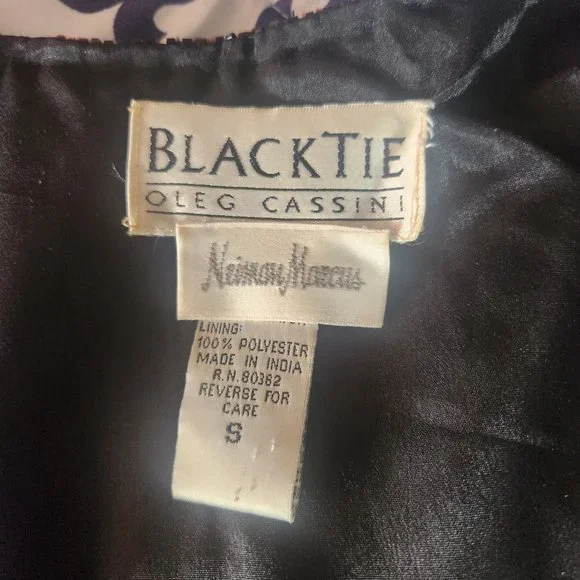 BLACKTIE
OLEG CASSINI
Neiman Marcus
LINING:
100% POLYESTER
MADE IN INDIA
R.N. 80362
REVERSE FOR
CARE
S